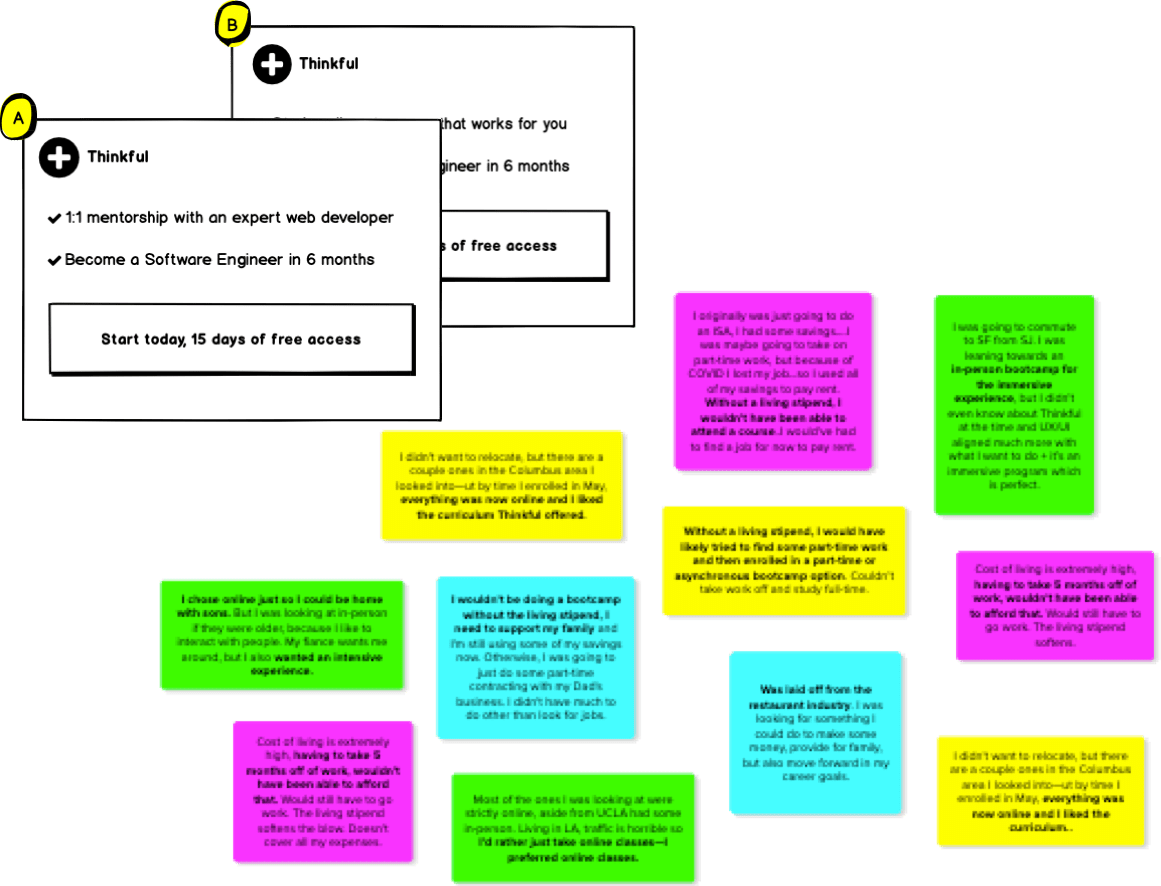 B
Thinkful
that works for you
gineer in 6 months
s of free access
A
Thinkful
1:1 mentorship with an expert web developer
Become a Software Engineer in 6 months
Start today, 15 days of free access
I originally was just going to do
an ISA, I had some savings...I
was maybe going to take on
part-time work, but because of
COVID I lost my job...so I used all
of my savings to pay rent.
Without a living stipend, I
wouldn't have been able to
attend a course. I would've had
to find a job for now to pay rent.
I was going to commute
to SF from SJ. I was
leaning towards an
in-person bootcamp for
the immersive
experience, but I didn't
even know about Thinkful
at the time and UX/UI
aligned much more with
what I want to do + it's an
immersive program which
is perfect.
I didn't want to relocate, but there are a
couple ones in the Columbus area I
looked into—ut by time I enrolled in May,
everything was now online and I liked
the curriculum Thinkful offered.
Without a living stipend, I would have
likely tried to find some part-time work
and then enrolled in a part-time or
asynchronous bootcamp option. Couldn't
take work off and study full-time.
Cost of living is extremely high,
having to take 5 months off of
work, wouldn't have been able
to afford that. Would still have to
go work. The living stipend
softens.
I chose online just so I could be home
with sons. But I was looking at in-person
if they were older, because I like to
interact with people. My fiance wants me
around, but I also wanted an intensive
experience.
I wouldn't be doing a bootcamp
without the living stipend, I
need to support my family and
I'm still using some of my savings
now. Otherwise, I was going to
just do some part-time
contracting with my Dad's
business. I didn't have much to
do other than look for jobs.
Was laid off from the
restaurant industry. I was
looking for something I
could do to make some
money, provide for family,
but also move forward in my
career goals.
Cost of living is extremely
high, having to take 5
months off of work, wouldn't
have been able to afford
that. Would still have to go
work. The living stipend
softens the blow. Doesn't
cover all my expenses.
Most of the ones I was looking at were
strictly online, aside from UCLA had some
in-person. Living in LA, traffic is horrible so
I'd rather just take online classes—I
preferred online classes.
I didn't want to relocate, but there
are a couple ones in the Columbus
area I looked into—ut by time I
enrolled in May, everything was
now online and I liked the
curriculum..